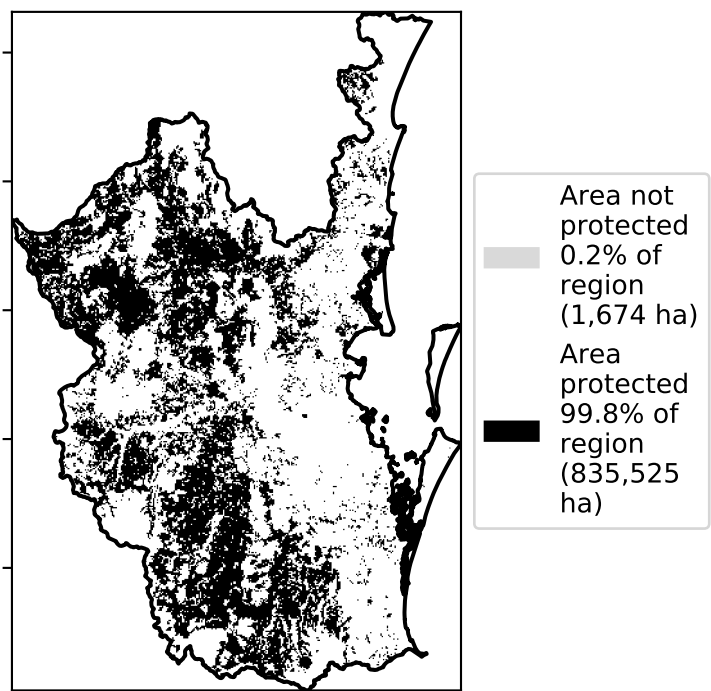 Area not
protected
0.2% of
region
(1,674 ha)
Area
protected
99.8% of
region
(835,525
ha)